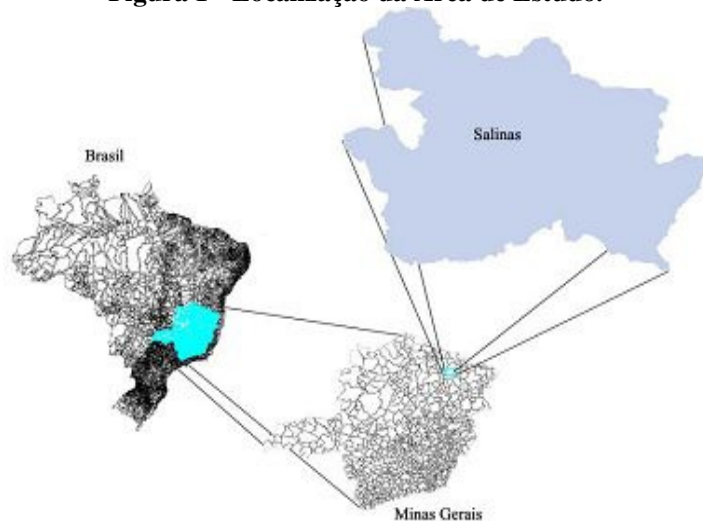 Figura 1 - Localização da Área de Estudo.
Salinas
Brasil
Minas Gerais